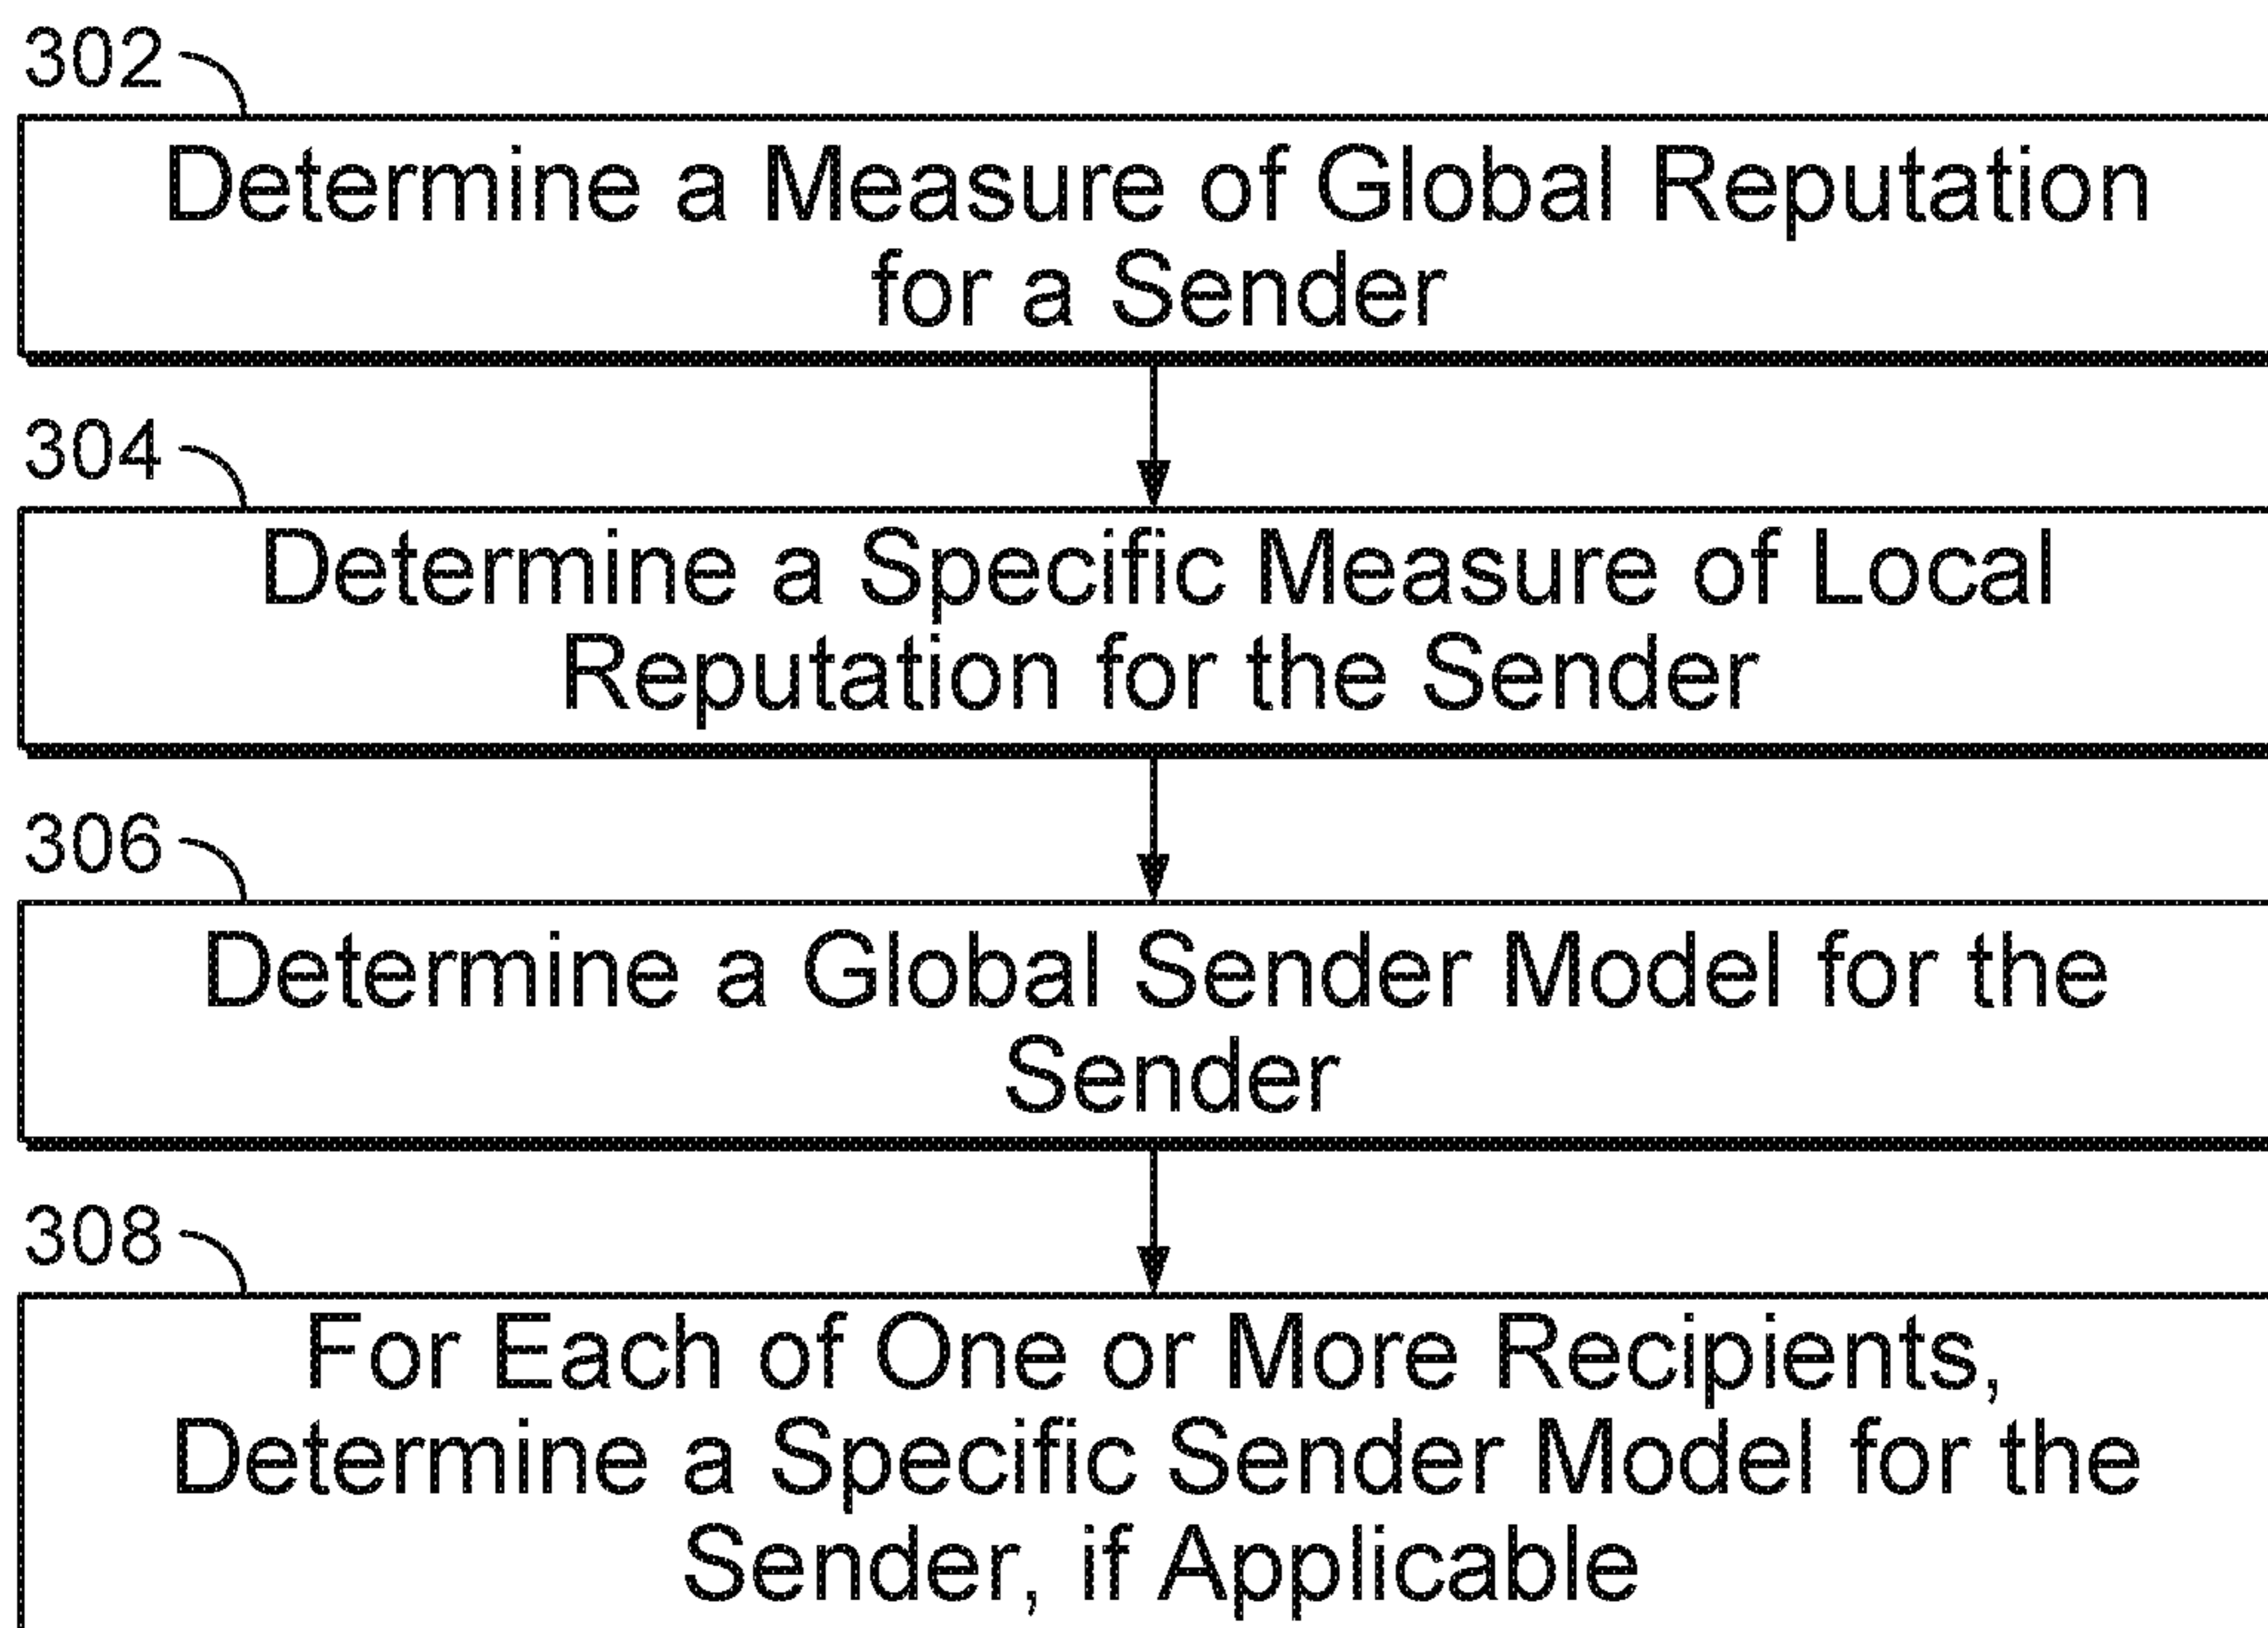 302
Determine a Measure of Global Reputation
for a Sender
304
Determine a Specific Measure of Local
Reputation for the Sender
306
Determine a Global Sender Model for the
Sender
308
For Each of One or More Recipients,
Determine a Specific Sender Model for the
Sender, if Applicable